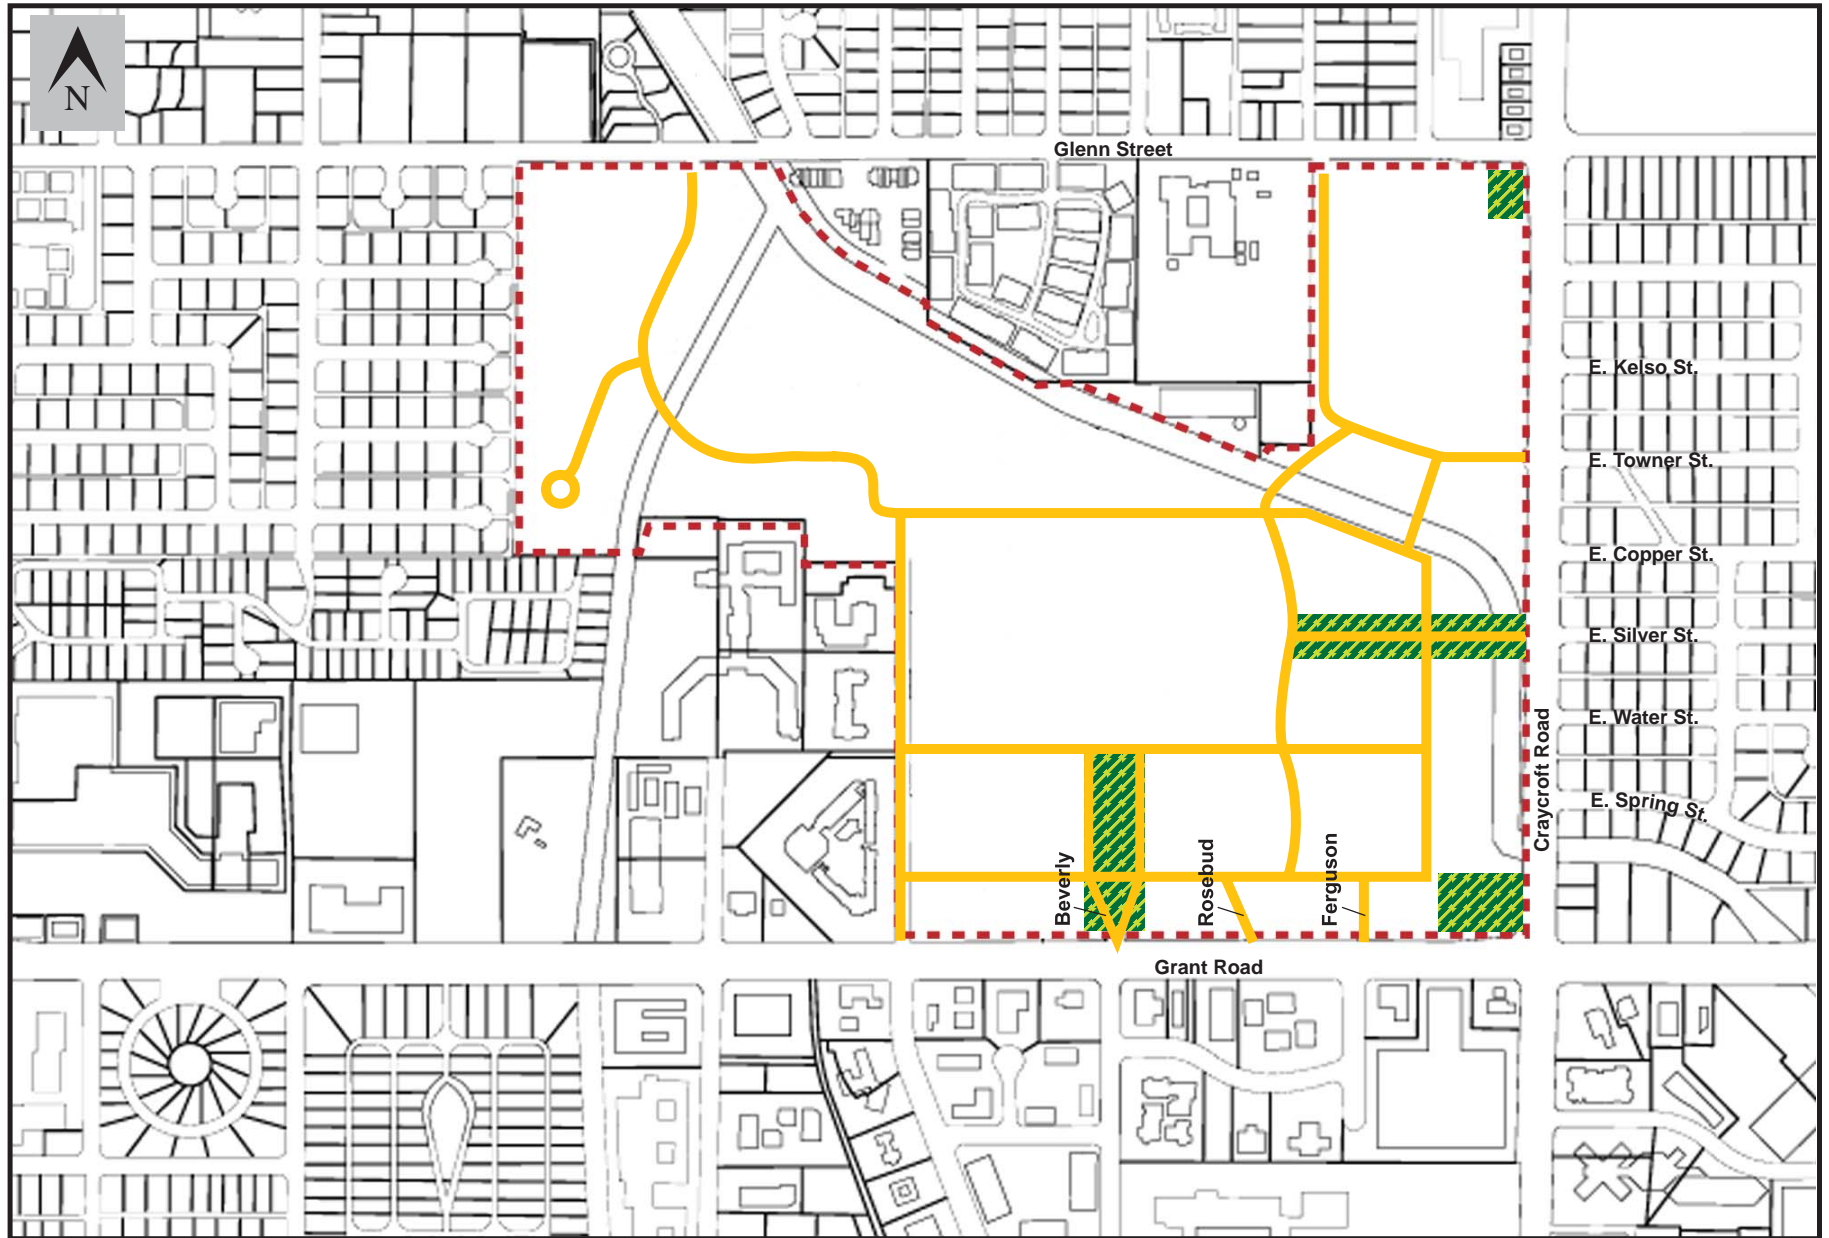 N
Glenn Street
E. Kelso St.
E. Towner St.
E. Copper St.
E. Silver St.
E. Water St.
Craycroft Road
E. Spring St.
Beverly
Rosebud
Ferguson
Grant Road